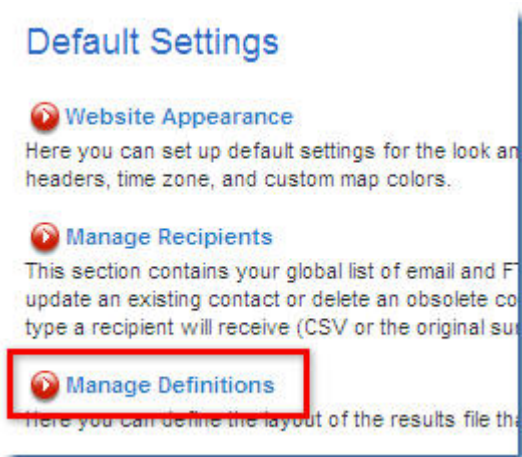 Default Settings
Website Appearance
Here you can set up default settings for the look an
headers, time zone, and custom map colors.
Manage Recipients
This section contains your global list of email and FT
update an existing contact or delete an obsolete co
type a recipient will receive (CSV or the original sur
Manage Definitions
Here you can define the layout of the results file tha